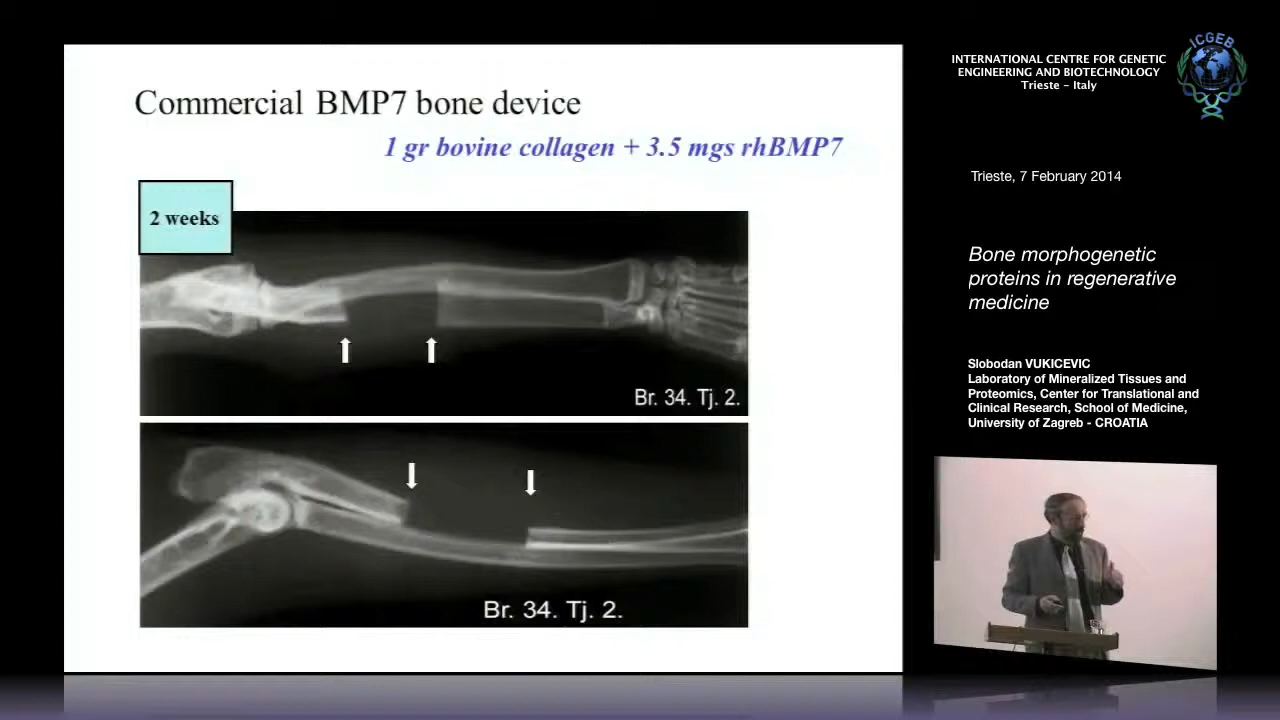 Commercial BMP7 bone device
1 gr bovine collagen + 3.5 mgs rhBMP7
2 weeks
Br. 34. Tj. 2.
Br. 34. Tj. 2.
INTERNATIONAL CENTRE FOR GENETIC
ENGINEERING AND BIOTECHNOLOGY
Trieste – Italy
ICGEB
Trieste, 7 February 2014
Bone morphogenetic
proteins in regenerative
medicine
Slobodan VUKICEVIC
Laboratory of Mineralized Tissues and
Proteomics, Center for Translational and
Clinical Research, School of Medicine,
University of Zagreb - CROATIA